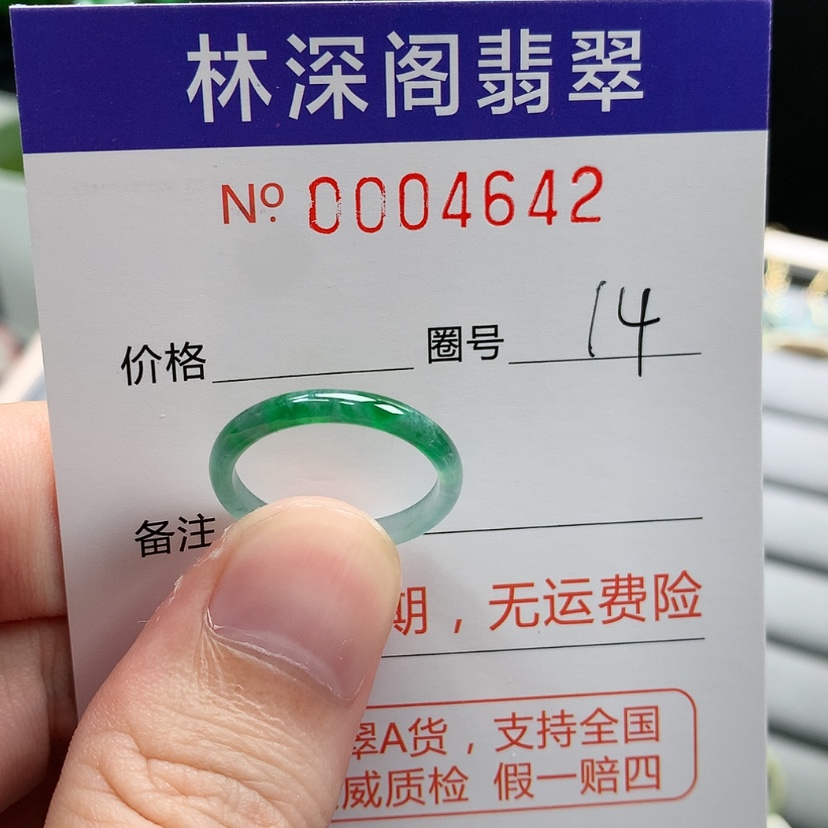 林深阁翡翠
Nº 0004642
价格 圈号 14
备注
期，无运费险
翠A货，支持全国
威质检 假一赔四